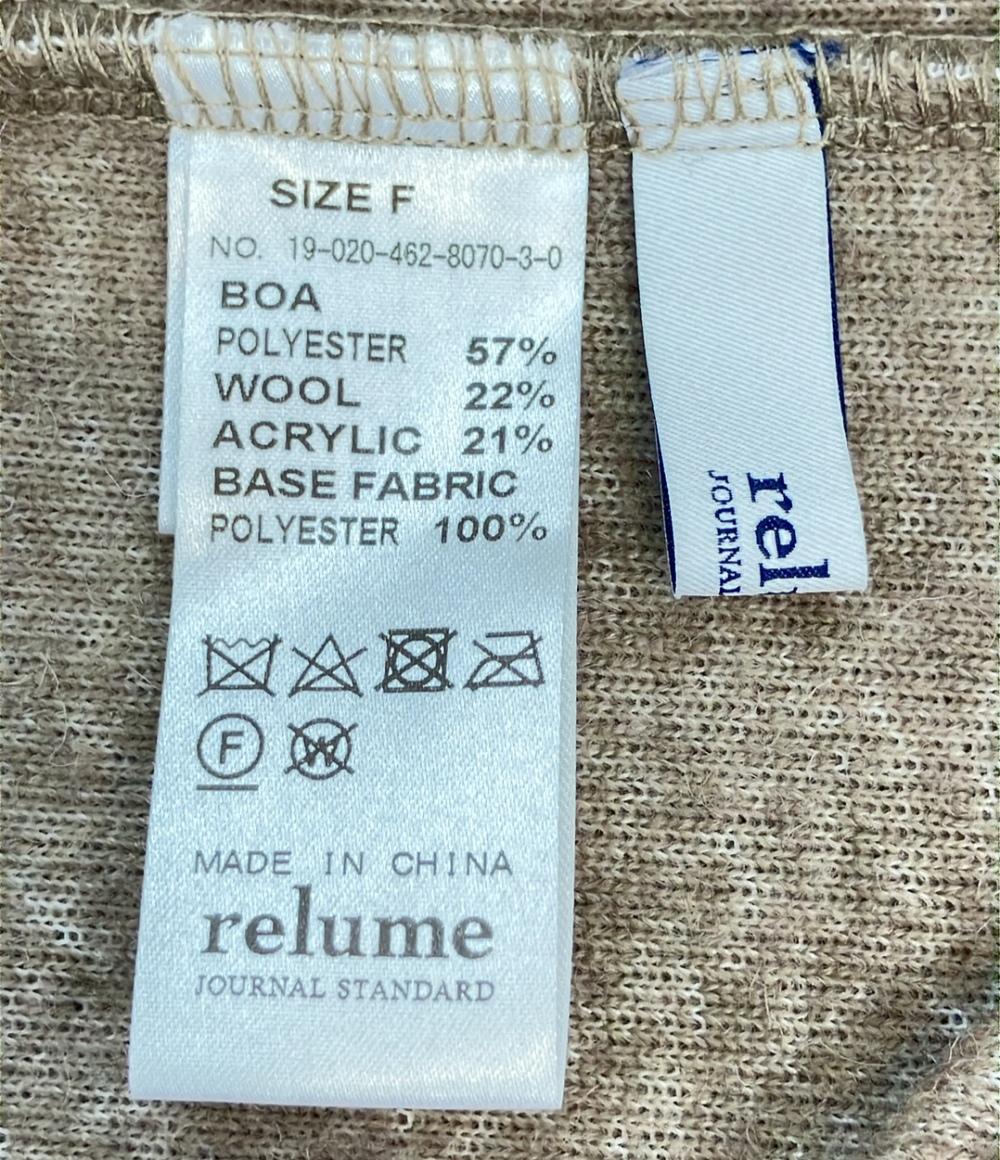 SIZE F
NO. 19-020-462-8070-3-0
BOA
POLYESTER 57%
WOOL 22%
ACRYLIC 21%
BASE FABRIC
POLYESTER 100%
F
W
MADE IN CHINA
relume
JOURNAL STANDARD
rel
JOURNAL